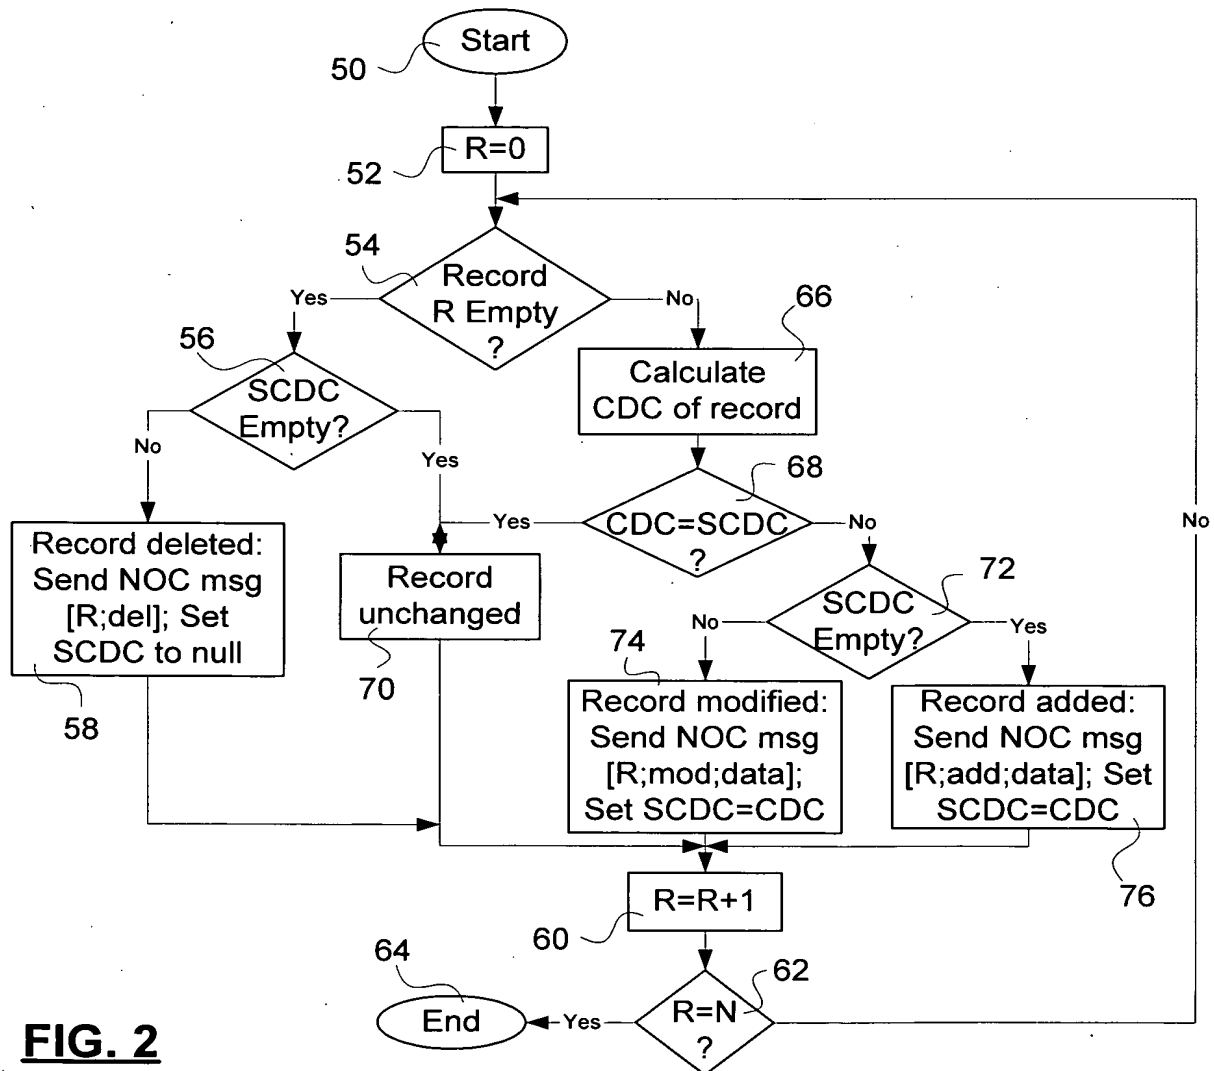 Start
50
R=0
52
54
Record
R Empty
?
Yes
No
66
56
SCDC
Empty?
Calculate
CDC of record
No
Yes
68
CDC=SCDC
?
Yes
No
No
Record deleted:
Send NOC msg
[R;del]; Set
SCDC to null
58
Record
unchanged
70
72
SCDC
Empty?
No
Yes
74
Record modified:
Send NOC msg
[R;mod;data];
Set SCDC=CDC
Record added:
Send NOC msg
[R;add;data]; Set
SCDC=CDC
76
R=R+1
60
64
End
Yes
62
R=N
?
FIG. 2